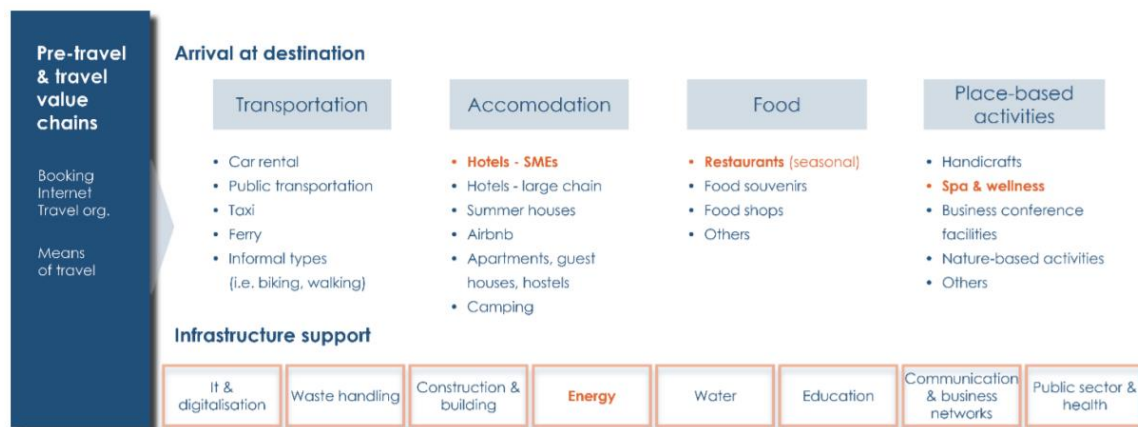 Pre-travel
& travel
value
chains
Booking
Internet
Travel org.
Means
of travel
Arrival at destination
Transportation
• Car rental
• Public transportation
• Taxi
• Ferry
• Informal types
(i.e. biking, walking)
Accomodation
• Hotels - SMEs
• Hotels - large chain
• Summer houses
• Airbnb
• Apartments, guest
houses, hostels
• Camping
Food
• Restaurants (seasonal)
• Food souvenirs
• Food shops
• Others
Place-based
activities
• Handicrafts
• Spa & wellness
• Business conference
facilities
• Nature-based activities
• Others
Infrastructure support
It &
digitalisation
Waste handling
Construction &
building
Energy
Water
Education
Communication
& business
networks
Public sector &
health